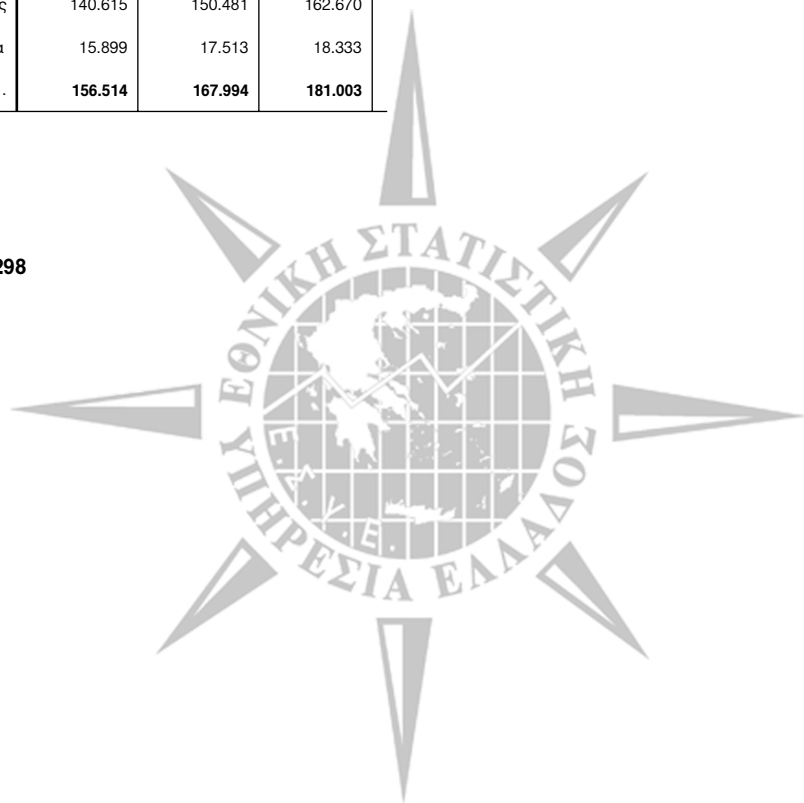 ς 140.615 150.481 162.670
α 15.899 17.513 18.333
. 156.514 167.994 181.003
298
ΕΘΝΙΚΗ ΣΤΑΤΙΣΤΙΚΗ
ΥΠΗΡΕΣΙΑ ΕΛΛΑΔΟΣ
Ε.Σ.Υ.Ε.